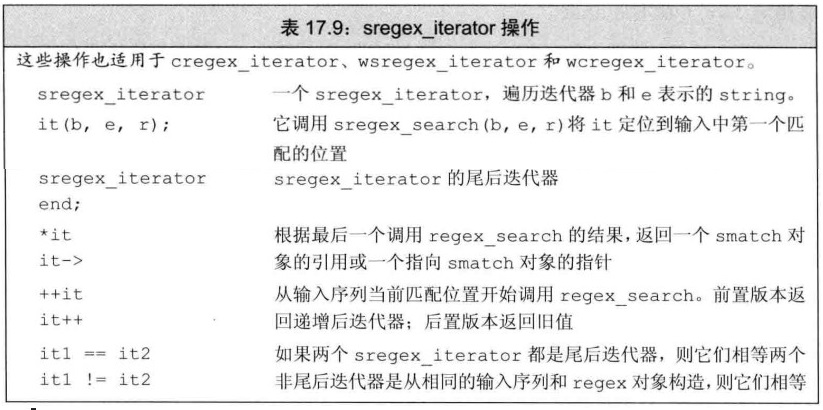 表 17.9：sregex_iterator 操作
这些操作也适用于 cregex_iterator、wsregex_iterator 和 wcregex_iterator。
sregex_iterator 一个 sregex_iterator，遍历迭代器 b 和 e 表示的 string。
it(b, e, r); 它调用 sregex_search(b, e, r)将 it 定位到输入中第一个匹
配的位置
sregex_iterator sregex_iterator 的尾后迭代器
end;
*it 根据最后一个调用 regex_search 的结果，返回一个 smatch 对
it-> 象的引用或一个指向 smatch 对象的指针
++it 从输入序列当前匹配位置开始调用 regex_search。前置版本返
it++ 回递增后迭代器；后置版本返回旧值
it1 == it2 如果两个 sregex_iterator 都是尾后迭代器，则它们相等两个
it1 != it2 非尾后迭代器是从相同的输入序列和 regex 对象构造，则它们相等